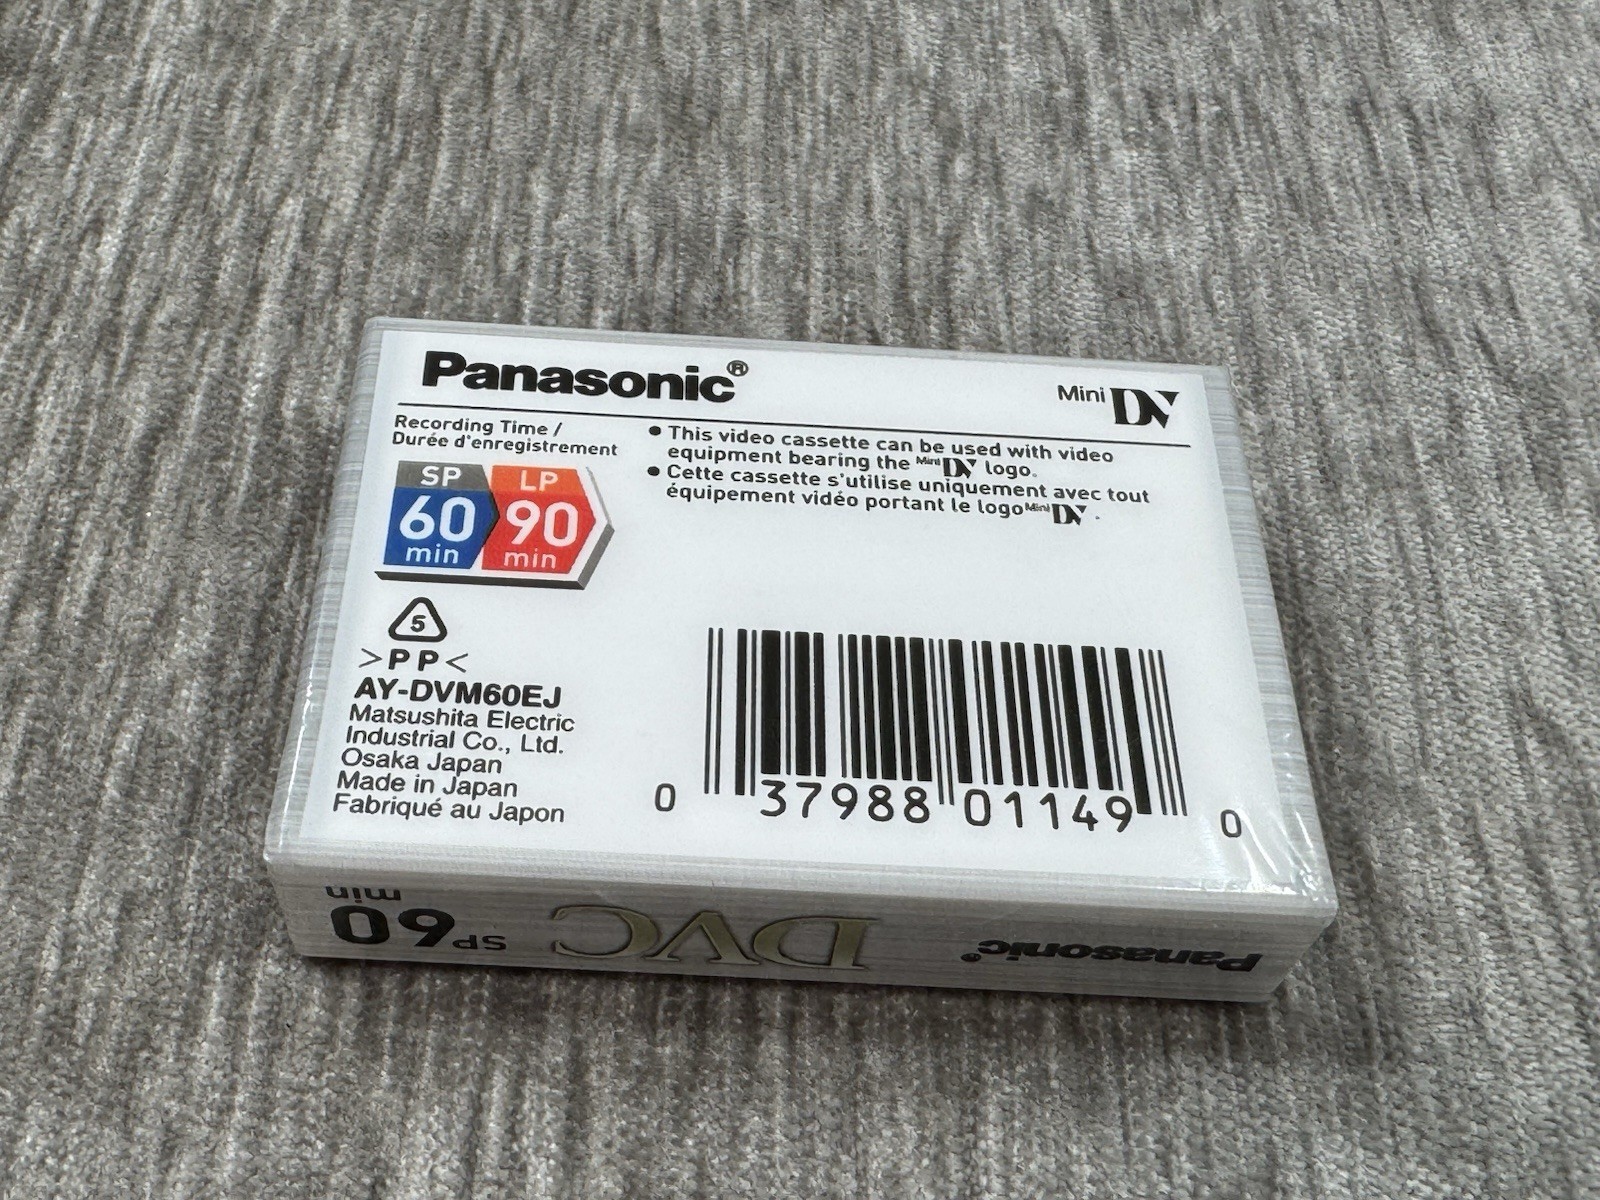 Panasonic®
Mini DV
Recording Time /
Durée d'enregistrement
SP
60
min
LP
90
min
• This video cassette can be used with video
equipment bearing the Mini DV logo.
• Cette cassette s'utilise uniquement avec tout
équipement vidéo portant le logo Mini DV .
5
>PP<
AY-DVM60EJ
Matsushita Electric
Industrial Co., Ltd.
Osaka Japan
Made in Japan
Fabriqué au Japon
0 37988 01149 0
Panasonic®
DVC
SP 60 min